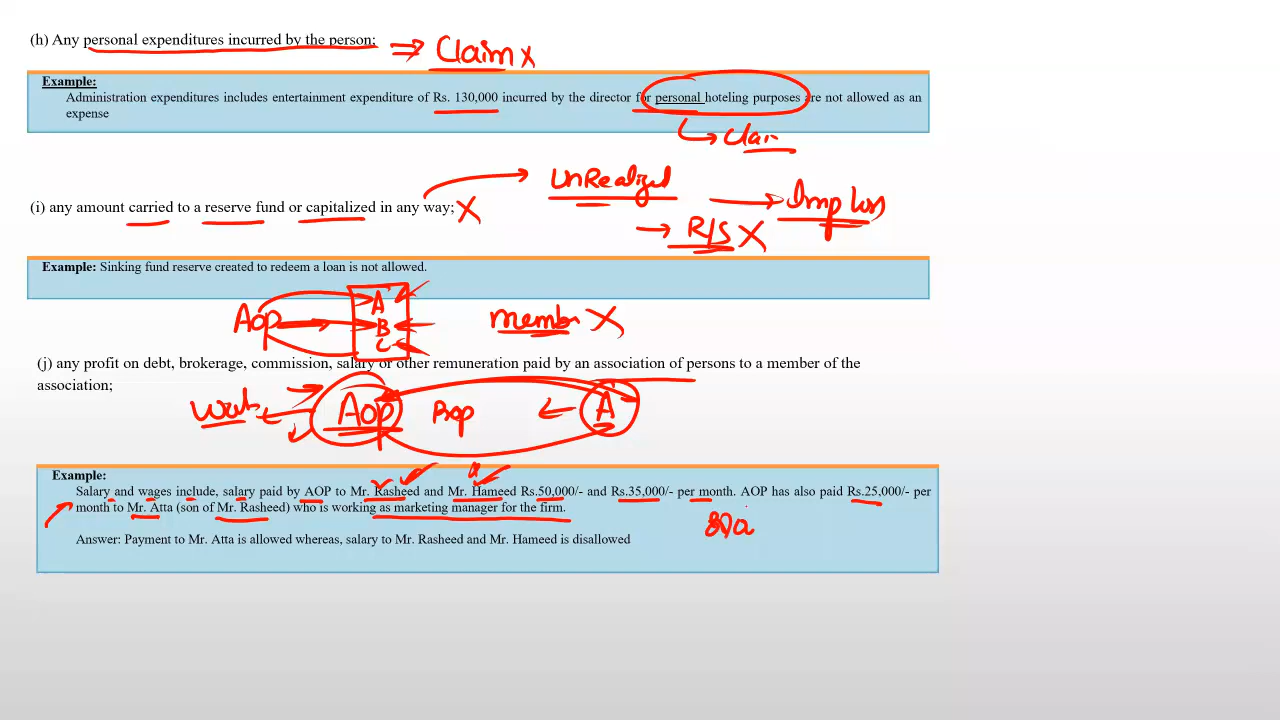 (h) Any personal expenditures incurred by the person;
Claim x
Example:
Administration expenditures includes entertainment expenditure of Rs. 130,000 incurred by the director for personal hoteling purposes are not allowed as an
expense
UnRealized
Imp Loss
(i) any amount carried to a reserve fund or capitalized in any way; X
R/S X
Example: Sinking fund reserve created to redeem a loan is not allowed.
A
Aop
B
member X
C
(j) any profit on debt, brokerage, commission, salary or other remuneration paid by an association of persons to a member of the
association;
Aop
A
Example:
Salary and wages include, salary paid by AOP to Mr. Rasheed and Mr. Hameed Rs.50,000/- and Rs.35,000/- per month. AOP has also paid Rs.25,000/- per
month to Mr. Atta (son of Mr. Rasheed) who is working as marketing manager for the firm.
Answer: Payment to Mr. Atta is allowed whereas, salary to Mr. Rasheed and Mr. Hameed is disallowed